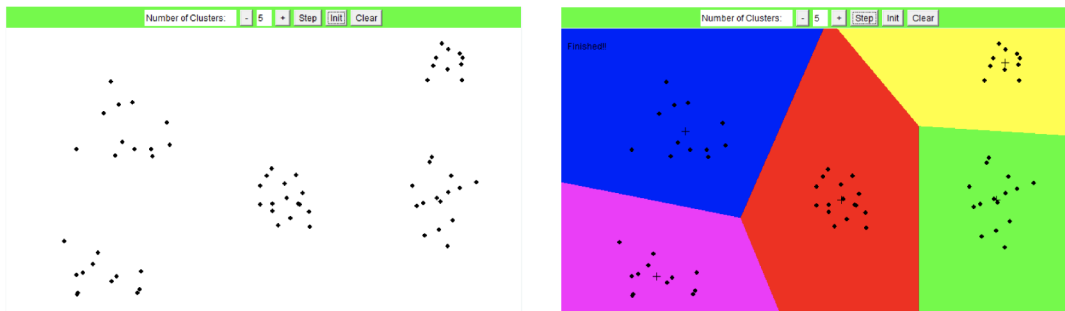 Number of Clusters: - 5 + Step Init Clear
Number of Clusters: - 5 + Step Init Clear
Finished!!